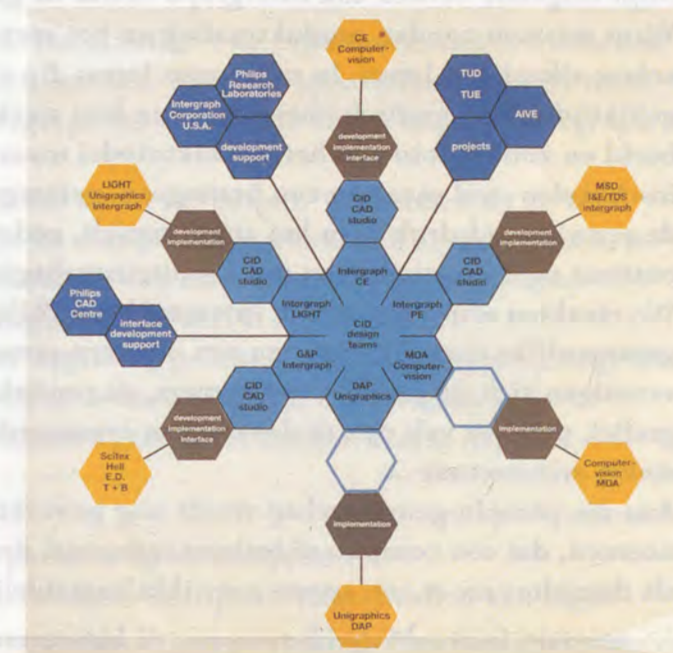 CE *
Computer-
vision
Philips
Research
Laboratories
Intergraph
Corporation
U.S.A.
development
support
development
implementation
interface
TUD
TUE
AIVE
projects
LIGHT
Unigraphics
Intergraph
development
implementation
CID
CAD
studio
CID
CAD
studio
CID
CAD
studio
development
implementation
MSD
I&E/TDS
Intergraph
Intergraph
CE
Philips
CAD
Centre
interface
development
support
Intergraph
LIGHT
CID
design
teams
Intergraph
PE
GAP
Intergraph
DAP
Unigraphics
MOA
Computer-
vision
CID
CAD
studio
development
implementation
interface
Scitex
Hell
E.D.
T + B
implementation
Computer-
vision
MOA
implementation
Unigraphics
DAP